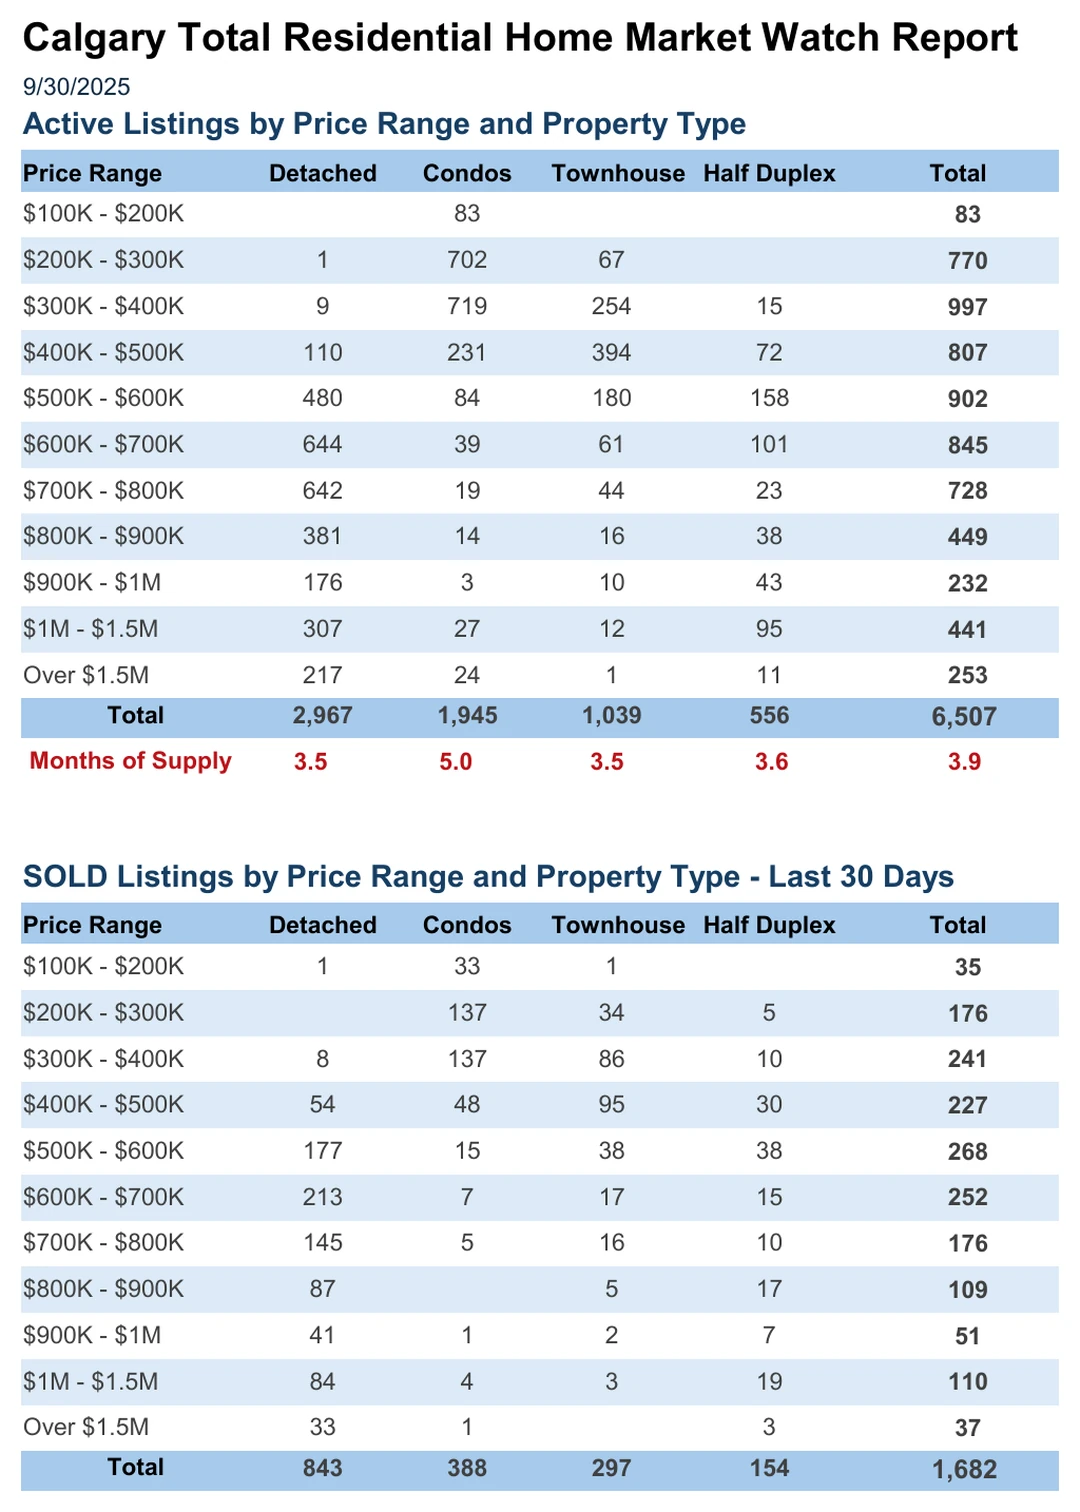 Calgary Total Residential Home Market Watch Report
9/30/2025
Active Listings by Price Range and Property Type
Price Range Detached Condos Townhouse Half Duplex Total
$100K - $200K 83 83
$200K - $300K 1 702 67 770
$300K - $400K 9 719 254 15 997
$400K - $500K 110 231 394 72 807
$500K - $600K 480 84 180 158 902
$600K - $700K 644 39 61 101 845
$700K - $800K 642 19 44 23 728
$800K - $900K 381 14 16 38 449
$900K - $1M 176 3 10 43 232
$1M - $1.5M 307 27 12 95 441
Over $1.5M 217 24 1 11 253
Total 2,967 1,945 1,039 556 6,507
Months of Supply 3.5 5.0 3.5 3.6 3.9
SOLD Listings by Price Range and Property Type - Last 30 Days
Price Range Detached Condos Townhouse Half Duplex Total
$100K - $200K 1 33 1 35
$200K - $300K 137 34 5 176
$300K - $400K 8 137 86 10 241
$400K - $500K 54 48 95 30 227
$500K - $600K 177 15 38 38 268
$600K - $700K 213 7 17 15 252
$700K - $800K 145 5 16 10 176
$800K - $900K 87 5 17 109
$900K - $1M 41 1 2 7 51
$1M - $1.5M 84 4 3 19 110
Over $1.5M 33 1 3 37
Total 843 388 297 154 1,682